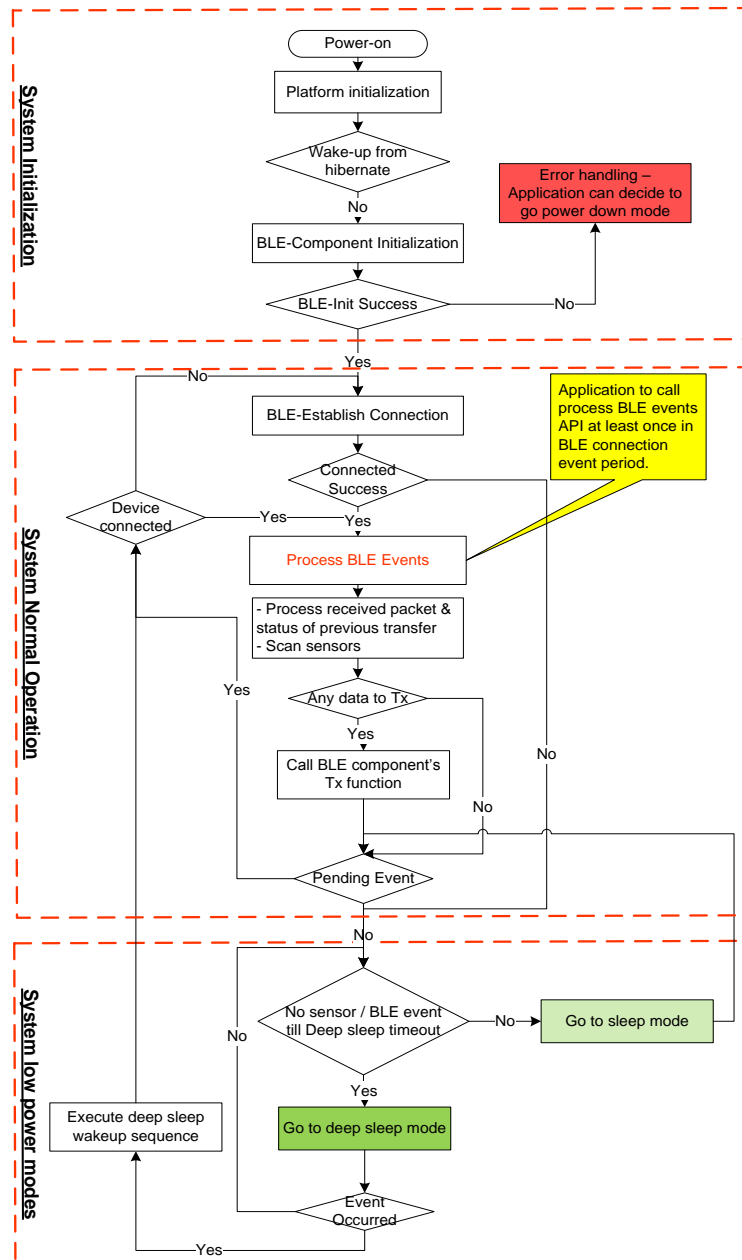 System Initialization
Power-on
Platform initialization
Wake-up from
hibernate
No
BLE-Component Initialization
BLE-Init Success
No
Error handling –
Application can decide to
go power down mode
Yes
System Normal Operation
No
BLE-Establish Connection
Application to call
process BLE events
API at least once in
BLE connection
event period.
Connected
Success
Device
connected
Yes
Yes
Process BLE Events
- Process received packet &
status of previous transfer
- Scan sensors
Yes
Any data to Tx
Yes
No
Call BLE component's
Tx function
No
Pending Event
No
System low power modes
No sensor / BLE event
till Deep sleep timeout
No
Go to sleep mode
No
Yes
Execute deep sleep
wakeup sequence
Go to deep sleep mode
Event
Occurred
Yes